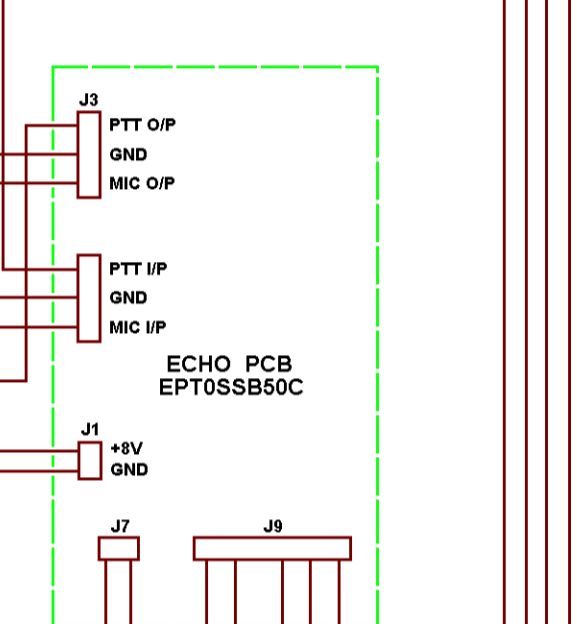 J3
PTT O/P
GND
MIC O/P
PTT I/P
GND
MIC I/P
ECHO PCB
EPT0SSB50C
J1
+8V
GND
J7
J9